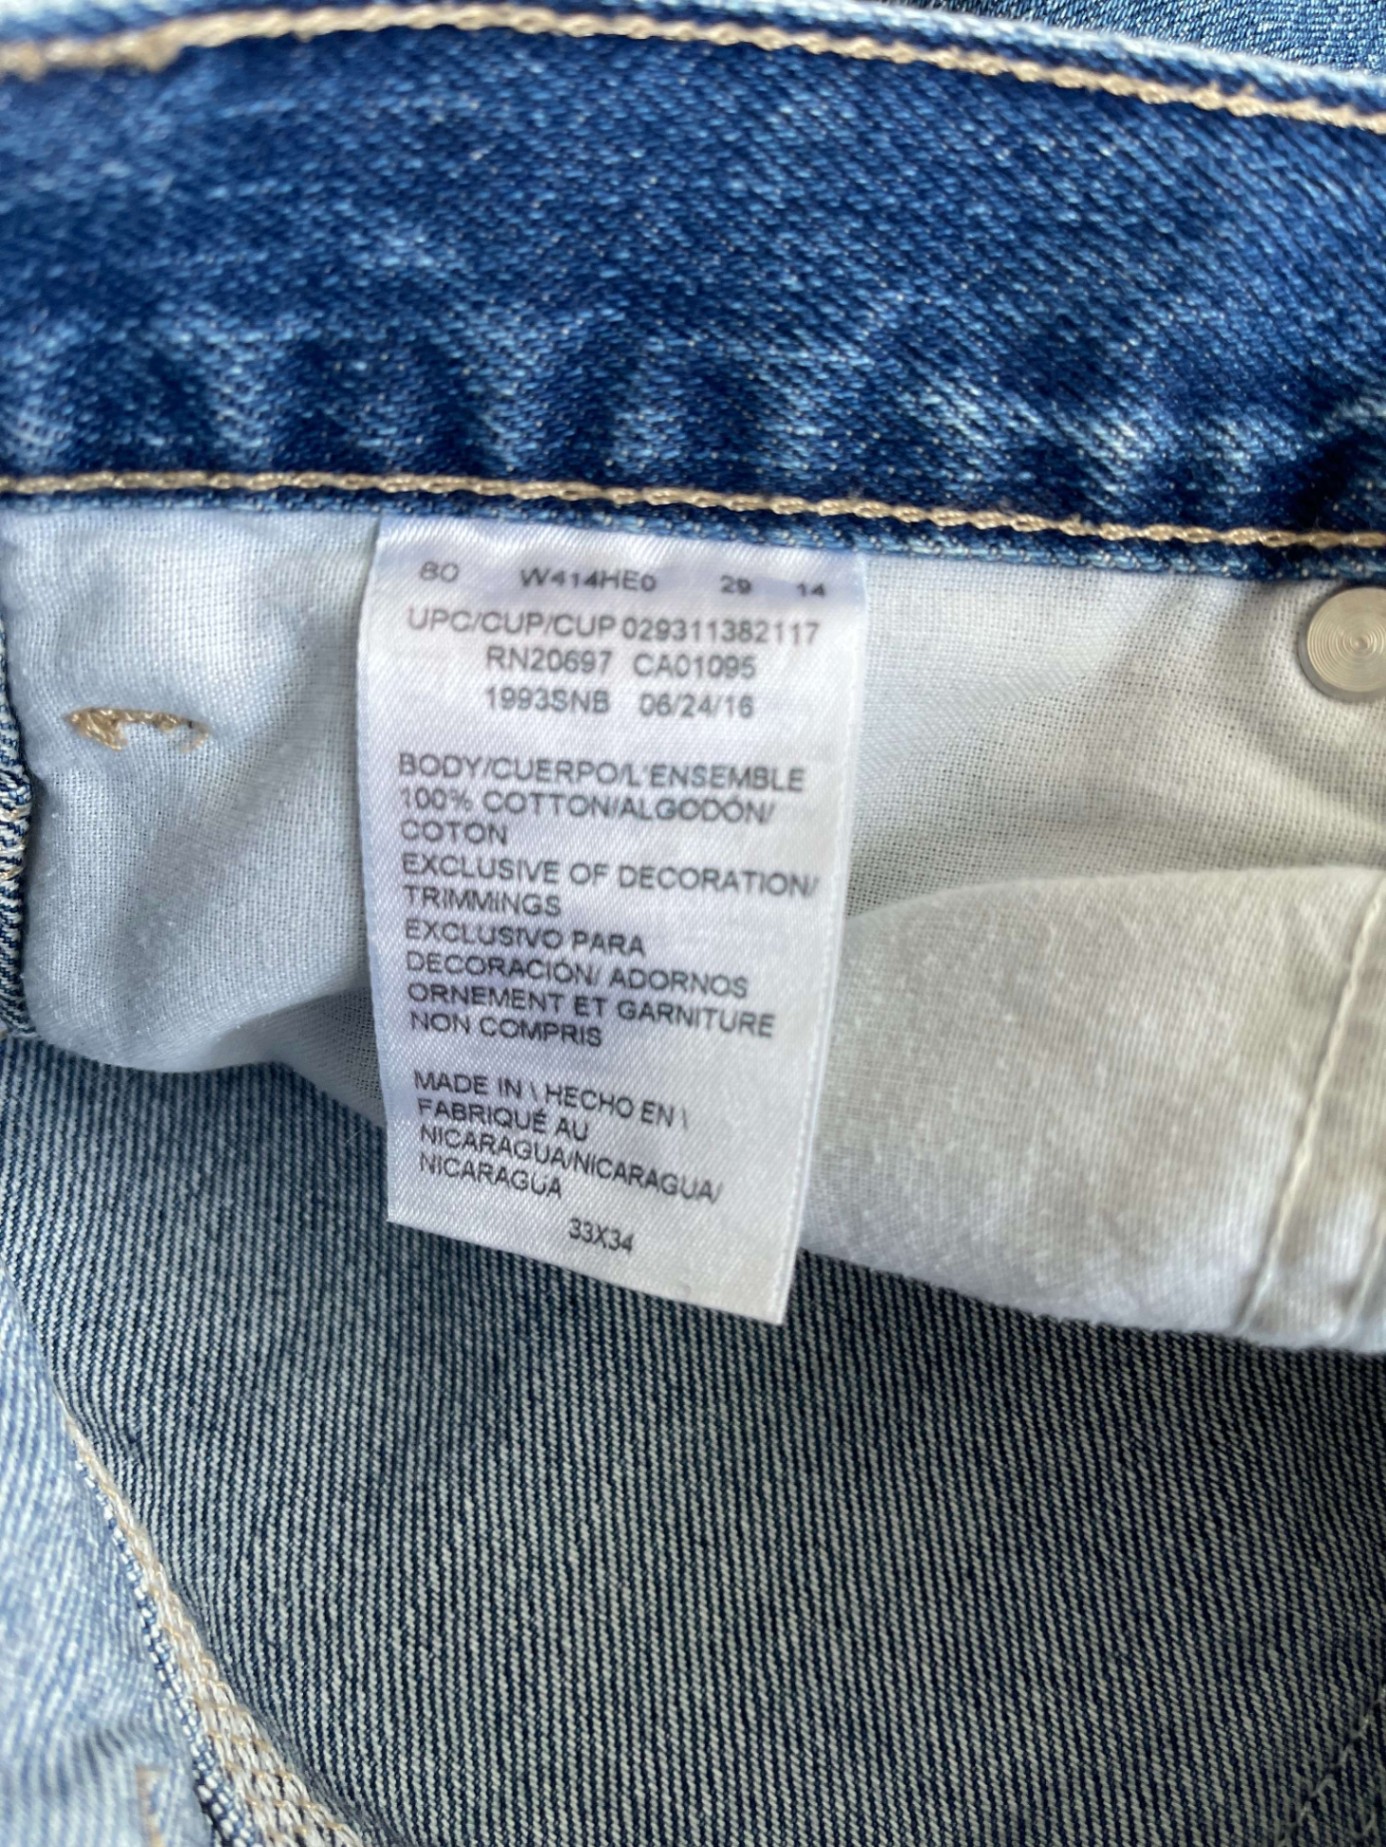 80 W414HE0 29 14
UPC/CUP/CUP 029311382117
RN20697 CA01095
1993SNB 06/24/16
BODY/CUERPO/L'ENSEMBLE
100% COTTON/ALGODÓN/
COTON
EXCLUSIVE OF DECORATION/
TRIMMINGS
EXCLUSIVO PARA
DECORACIÓN/ ADORNOS
ORNEMENT ET GARNITURE
NON COMPRIS
MADE IN \ HECHO EN \
FABRIQUÉ AU
NICARAGUA/NICARAGUA/
NICARAGUA
33X34